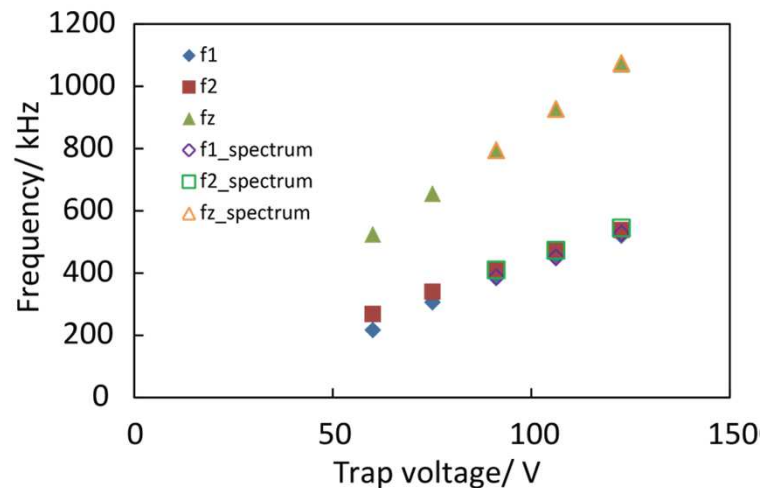 1200
1000
800
600
400
200
0
Frequency/ kHz
f1
f2
fz
f1_spectrum
f2_spectrum
fz_spectrum
0 50 100 150
Trap voltage/ V